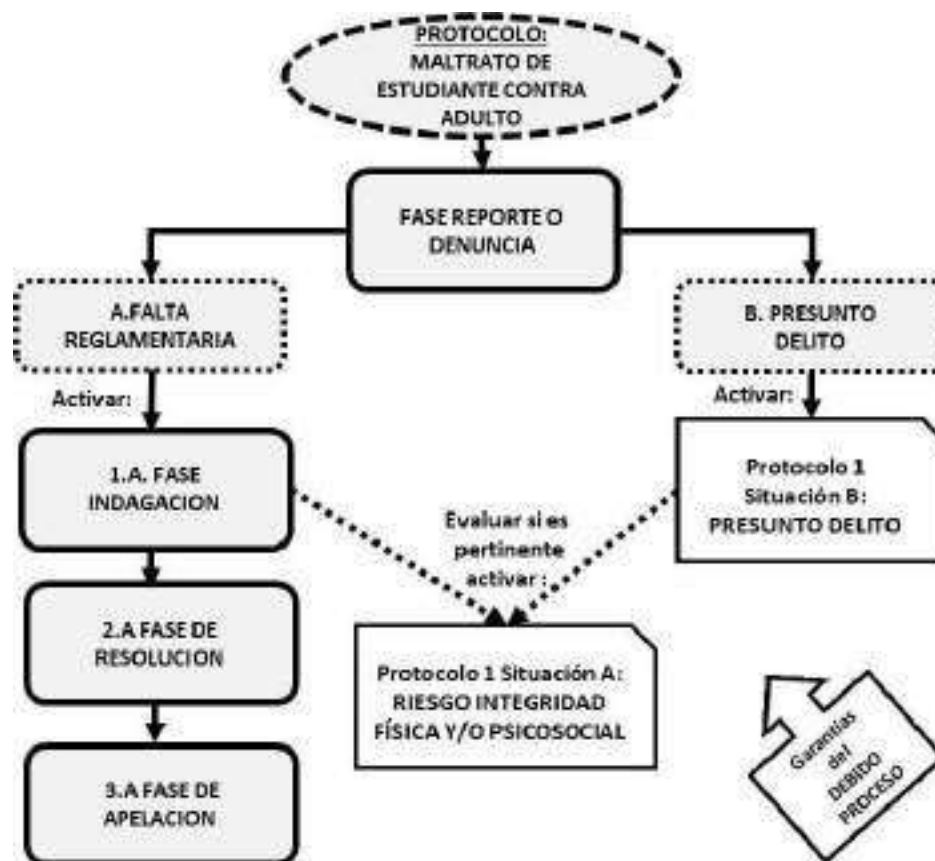 PROTOCOLO:
MALTRATO DE
ESTUDIANTE CONTRA
ADULTO
FASE REPORTE O
DENUNCIA
A.FALTA
REGLAMENTARIA
B. PRESUNTO
DELITO
Activar:
Activar:
1.A. FASE
INDAGACION
Protocolo 1
Situación B:
PRESUNTO DELITO
Evaluar si es
pertinente
activar :
2.A FASE DE
RESOLUCION
Protocolo 1 Situación A:
RIESGO INTEGRIDAD
FÍSICA Y/O PSICOSOCIAL
3.A FASE DE
APELACION
Garantías
del
DEBIDO
PROCESO